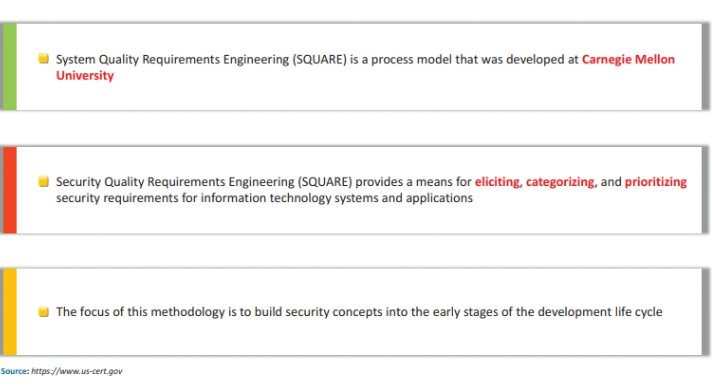 System Quality Requirements Engineering (SQUARE) is a process model that was developed at Carnegie Mellon
University
Security Quality Requirements Engineering (SQUARE) provides a means for eliciting, categorizing, and prioritizing
security requirements for information technology systems and applications
The focus of this methodology is to build security concepts into the early stages of the development life cycle
Source: https://www.us-cert.gov